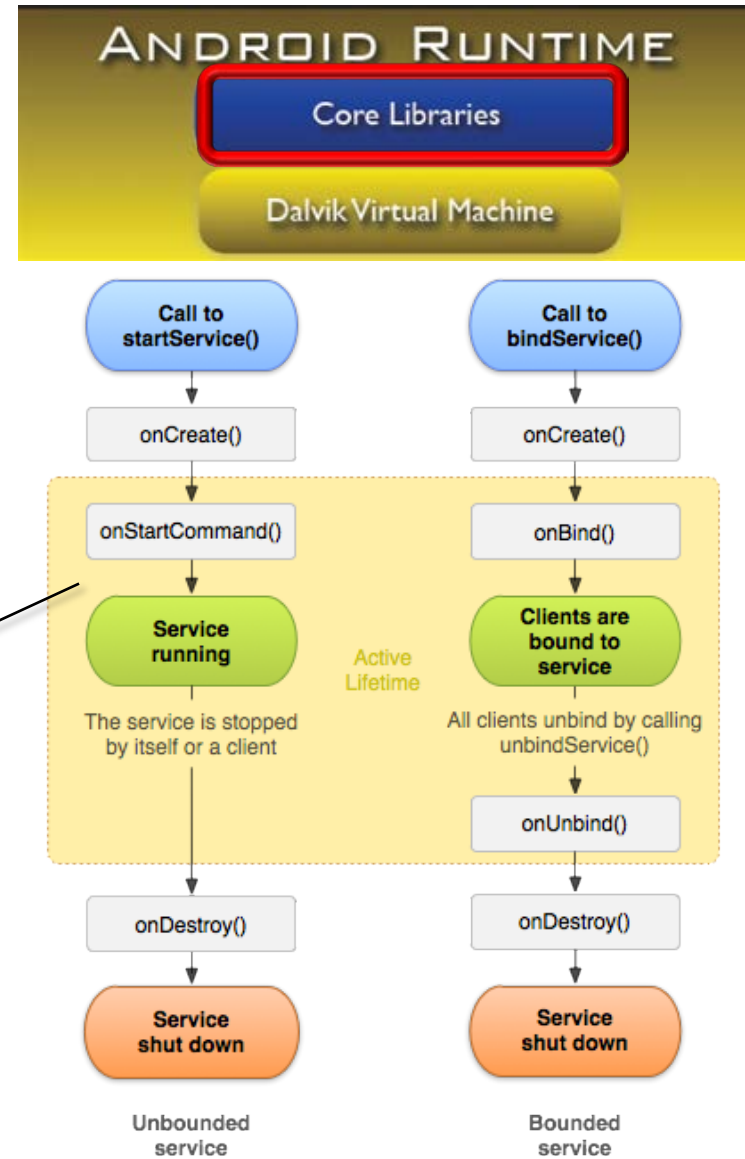 ANDROID RUNTIME
Core Libraries
Dalvik Virtual Machine
Call to
startService()
onCreate()
onStartCommand()
Service
running
The service is stopped
by itself or a client
onDestroy()
Service
shut down
Unbounded
service
Active
Lifetime
Call to
bindService()
onCreate()
onBind()
Clients are
bound to
service
All clients unbind by calling
unbindService()
onUnbind()
onDestroy()
Service
shut down
Bounded
service